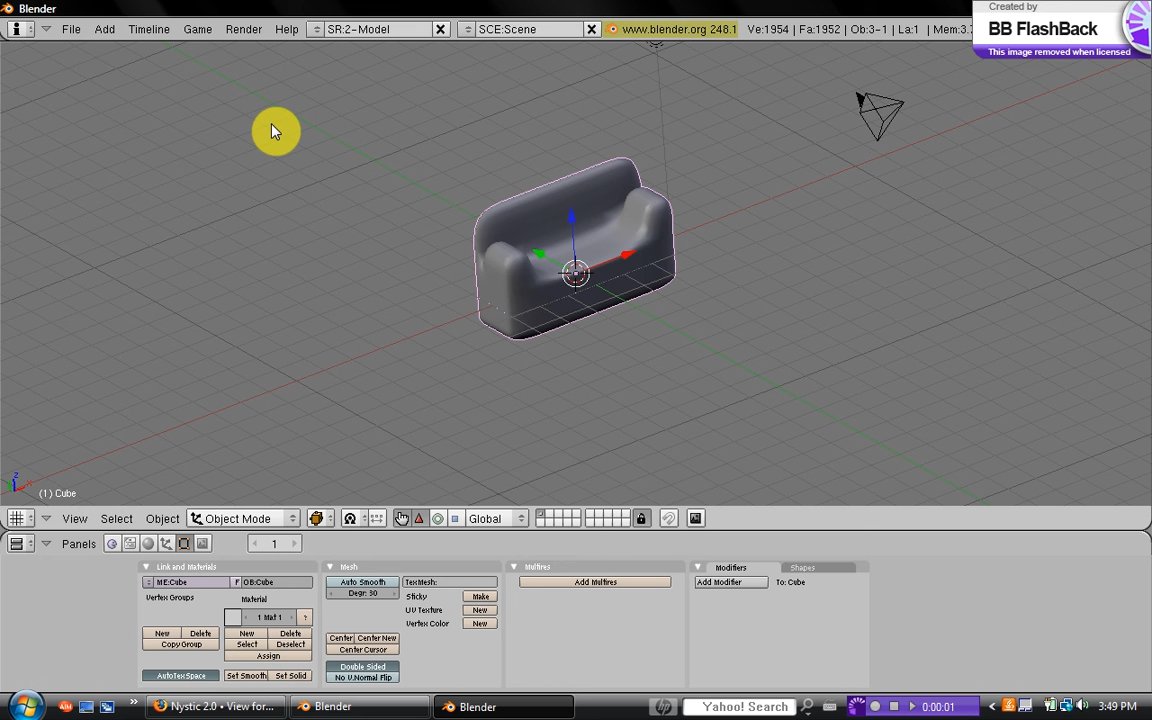 Blender
Created by
BB FlashBack
This image removed when licensed
File Add Timeline Game Render Help SR:2-Model SCE:Scene www.blender.org 248.1 Ve:1954 | Fa:1952 | Ob:3-1 | La:1 | Mem:3.
z
x
(1) Cube
View Select Object Object Mode Global
Panels 1
Link and Materials Mesh Multires Modifiers Shapes
ME:Cube F OB:Cube Auto Smooth TexMesh: Add Multires Add Modifier To: Cube
Degr: 30
Vertex Groups Material Sticky Make
UV Texture New
1 Mat 1 ? Vertex Color New
New Delete New Delete Center Center New
Copy Group Select Deselect Center Cursor
Assign
Double Sided
AutoTexSpace Set Smooth Set Solid No V.Normal Flip
Nystic 2.0 • View for... Blender Blender hp Yahoo! Search 0:00:01 3:49 PM